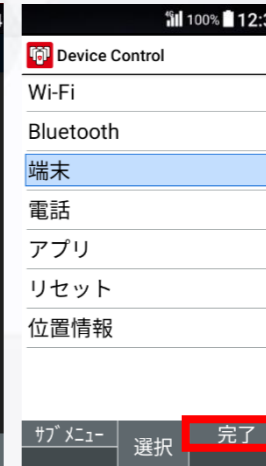 100% 12:3
Device Control
Wi-Fi
Bluetooth
端末
電話
アプリ
リセット
位置情報
ｻﾌﾞﾒﾆｭｰ
選択
完了